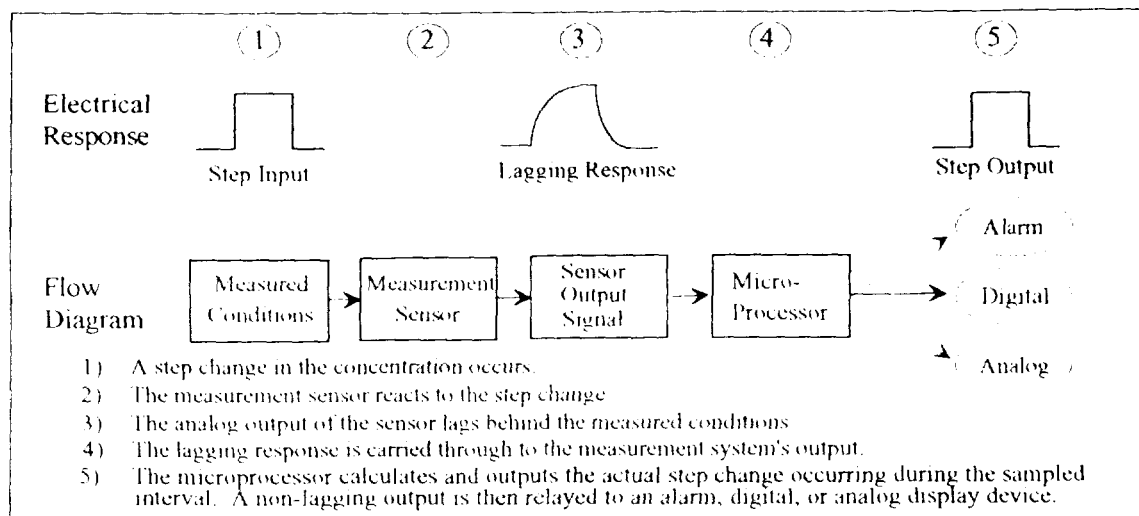 1 2 3 4 5
Electrical
Response
Step Input
Lagging Response
Step Output
Alarm
Flow
Diagram
Measured
Conditions
Measurement
Sensor
Sensor
Output
Signal
Micro-
Processor
Digital
Analog
1) A step change in the concentration occurs.
2) The measurement sensor reacts to the step change
3) The analog output of the sensor lags behind the measured conditions
4) The lagging response is carried through to the measurement system's output.
5) The microprocessor calculates and outputs the actual step change occurring during the sampled
interval. A non-lagging output is then relayed to an alarm, digital, or analog display device.